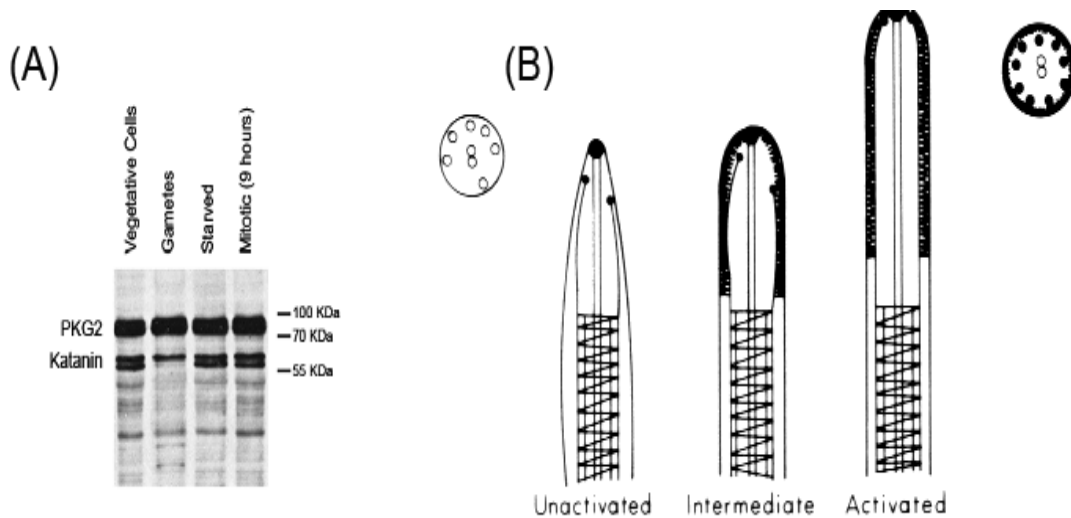 (A)
Vegetative Cells
Gametes
Starved
Mitotic (9 hours)
PKG2
Katanin
100 KDa
70 KDa
55 KDa
(B)
Unactivated
Intermediate
Activated